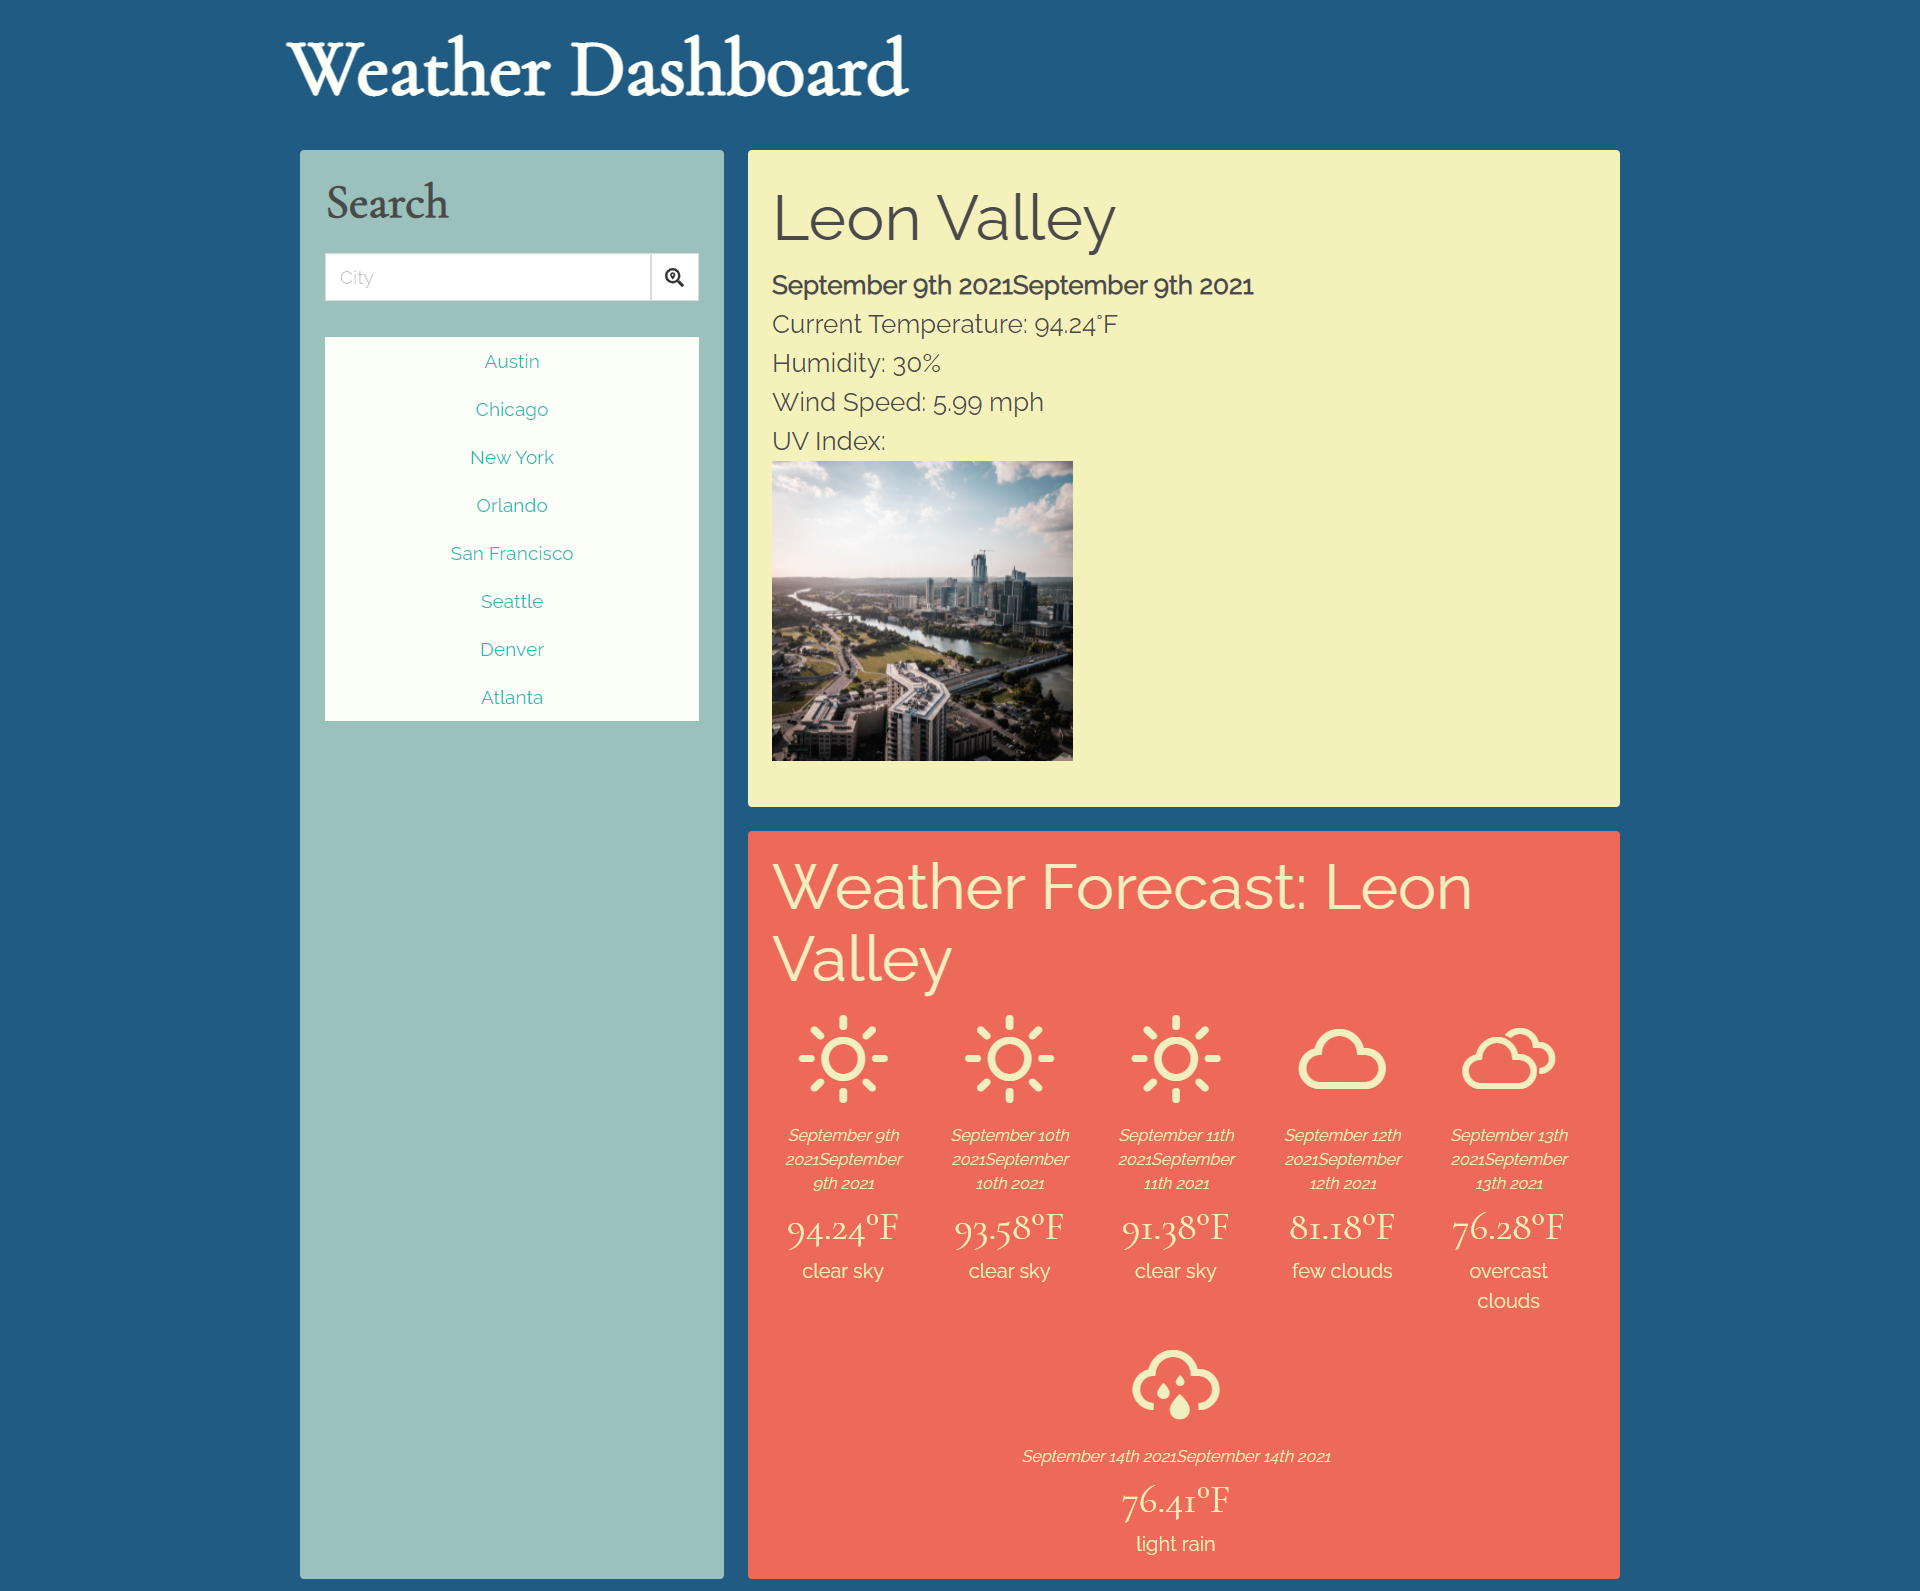 Weather Dashboard
Search
City
Austin
Chicago
New York
Orlando
San Francisco
Seattle
Denver
Atlanta
Leon Valley
September 9th 2021September 9th 2021
Current Temperature: 94.24°F
Humidity: 30%
Wind Speed: 5.99 mph
UV Index:
Weather Forecast: Leon
Valley
September 9th
2021September
9th 2021
94.24°F
clear sky
September 10th
2021September
10th 2021
93.58°F
clear sky
September 11th
2021September
11th 2021
91.38°F
clear sky
September 12th
2021September
12th 2021
81.18°F
few clouds
September 13th
2021September
13th 2021
76.28°F
overcast
clouds
September 14th 2021September 14th 2021
76.41°F
light rain